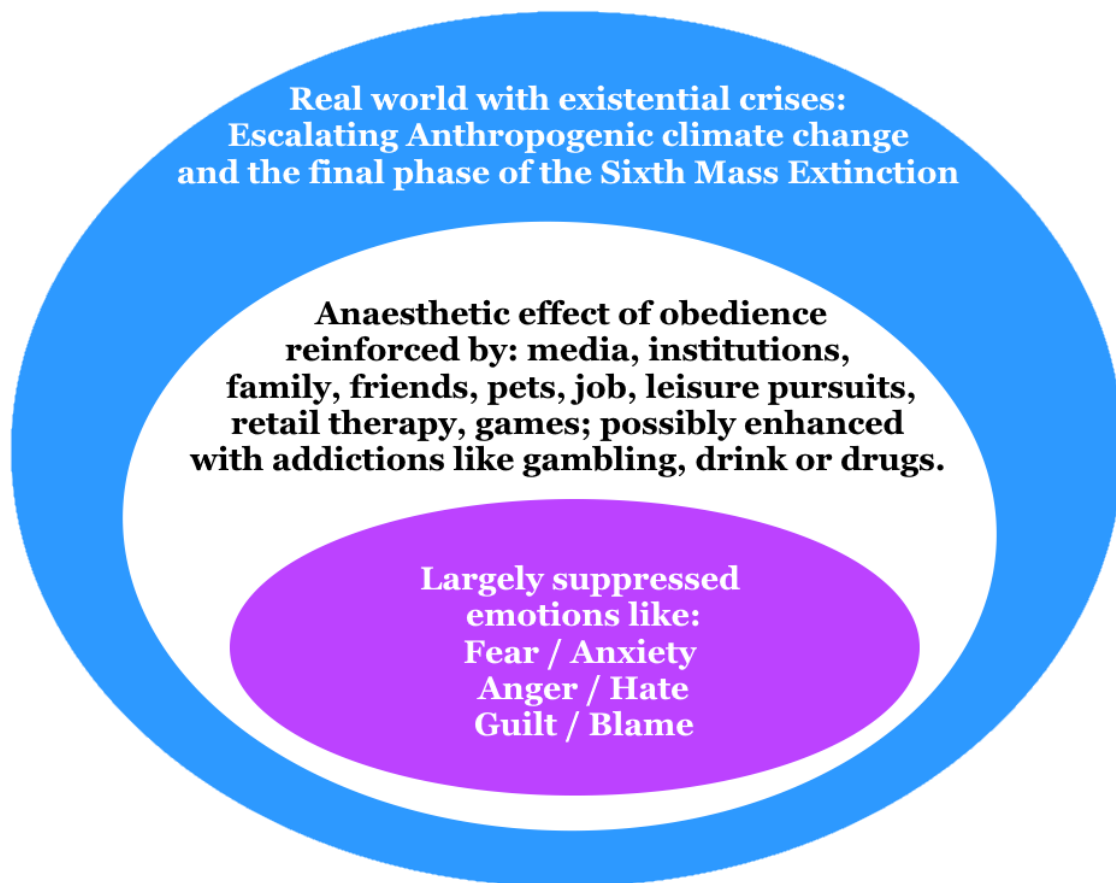 Real world with existential crises:
Escalating Anthropogenic climate change
and the final phase of the Sixth Mass Extinction
Anaesthetic effect of obedience
reinforced by: media, institutions,
family, friends, pets, job, leisure pursuits,
retail therapy, games; possibly enhanced
with addictions like gambling, drink or drugs.
Largely suppressed
emotions like:
Fear / Anxiety
Anger / Hate
Guilt / Blame